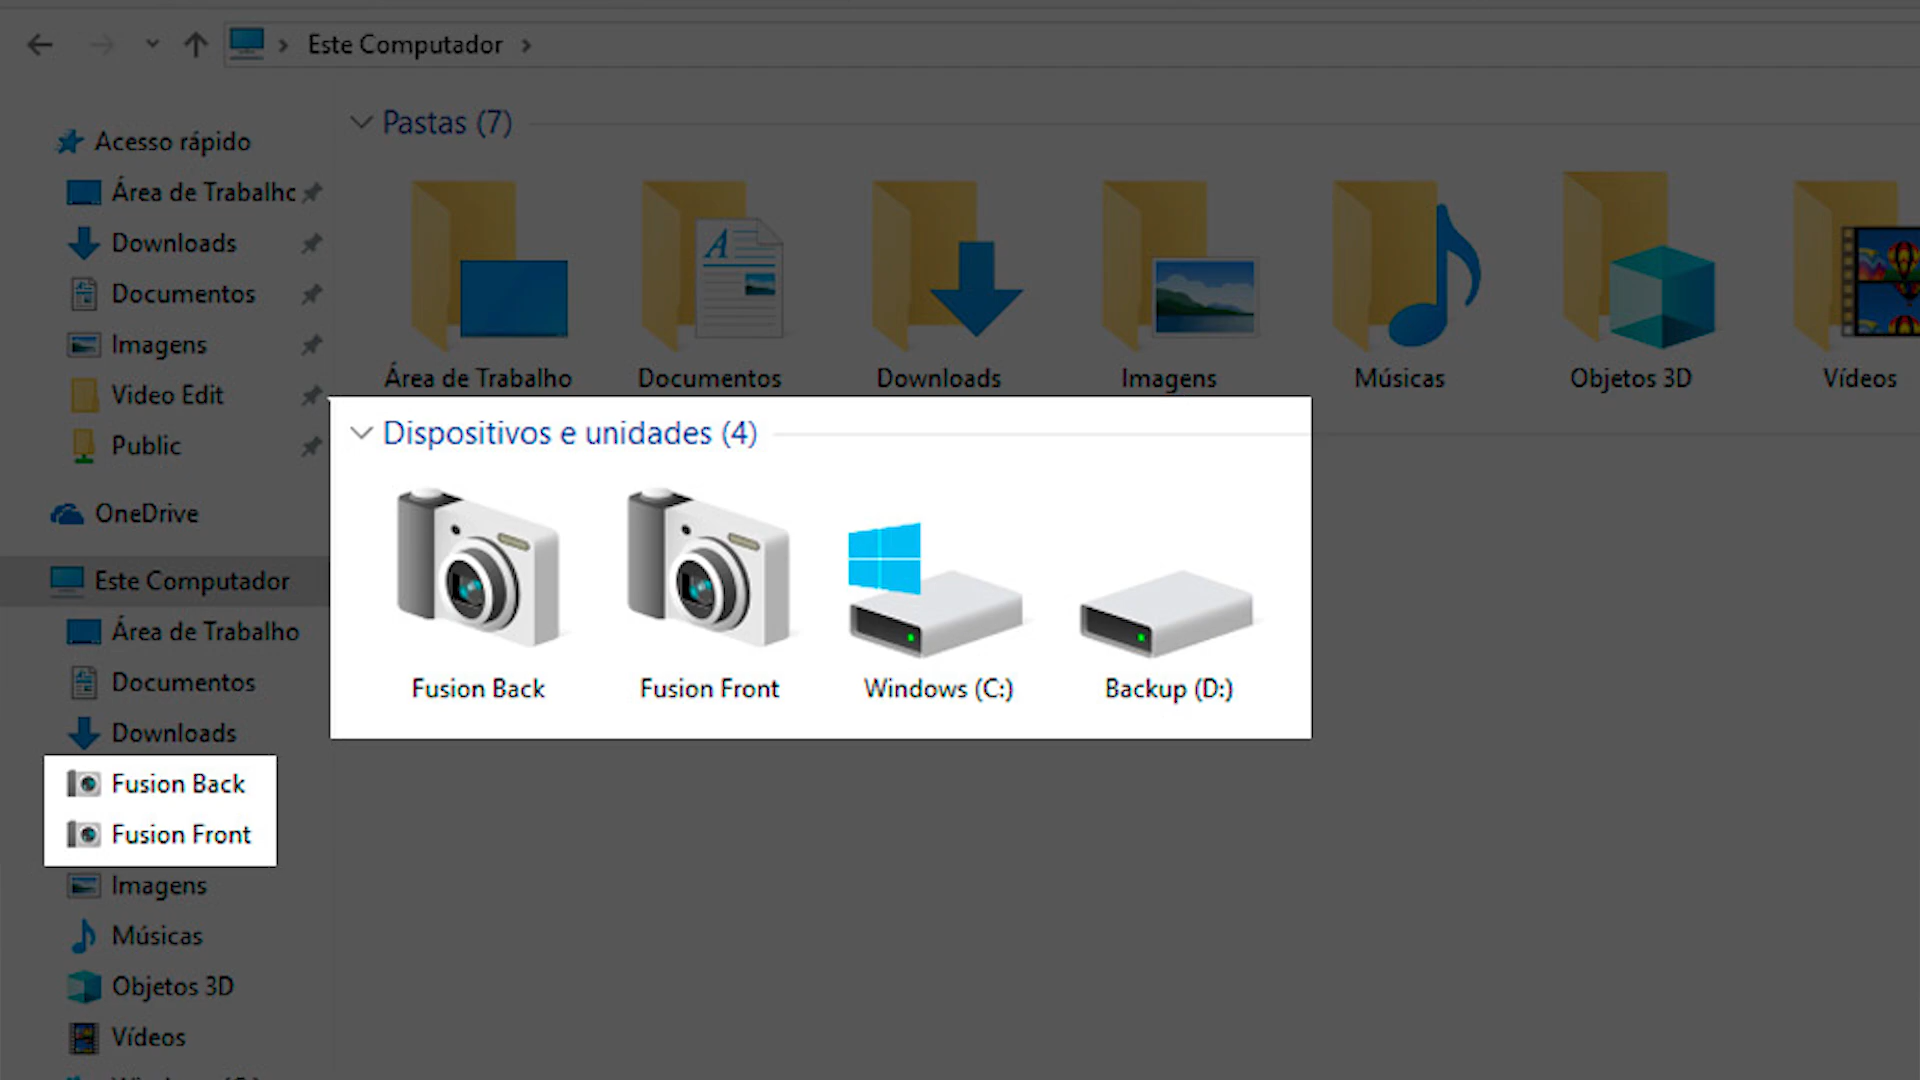 Este Computador
Acesso rápido
Área de Trabalho
Downloads
Documentos
Imagens
Video Edit
Public
OneDrive
Este Computador
Área de Trabalho
Documentos
Downloads
Fusion Back
Fusion Front
Imagens
Músicas
Objetos 3D
Vídeos
Pastas (7)
Área de Trabalho
Documentos
Downloads
Imagens
Músicas
Objetos 3D
Vídeos
Dispositivos e unidades (4)
Fusion Back
Fusion Front
Windows (C:)
Backup (D:)